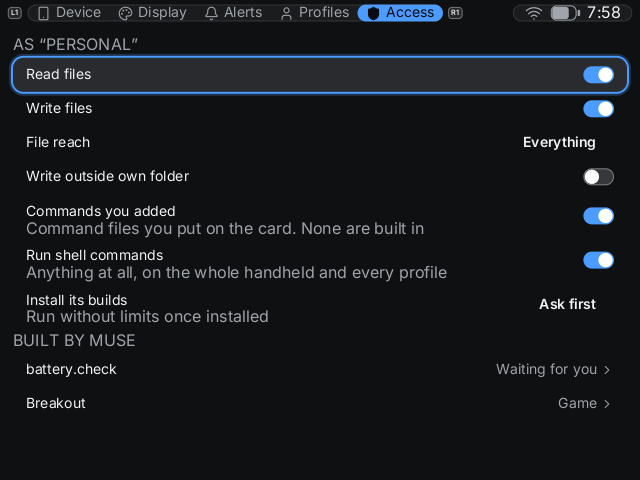 L1 Device Display Alerts Profiles Access R1 7:58
AS “PERSONAL”
Read files
Write files
File reach Everything
Write outside own folder
Commands you added
Command files you put on the card. None are built in
Run shell commands
Anything at all, on the whole handheld and every profile
Install its builds Ask first
Run without limits once installed
BUILT BY MUSE
battery.check Waiting for you
Breakout Game